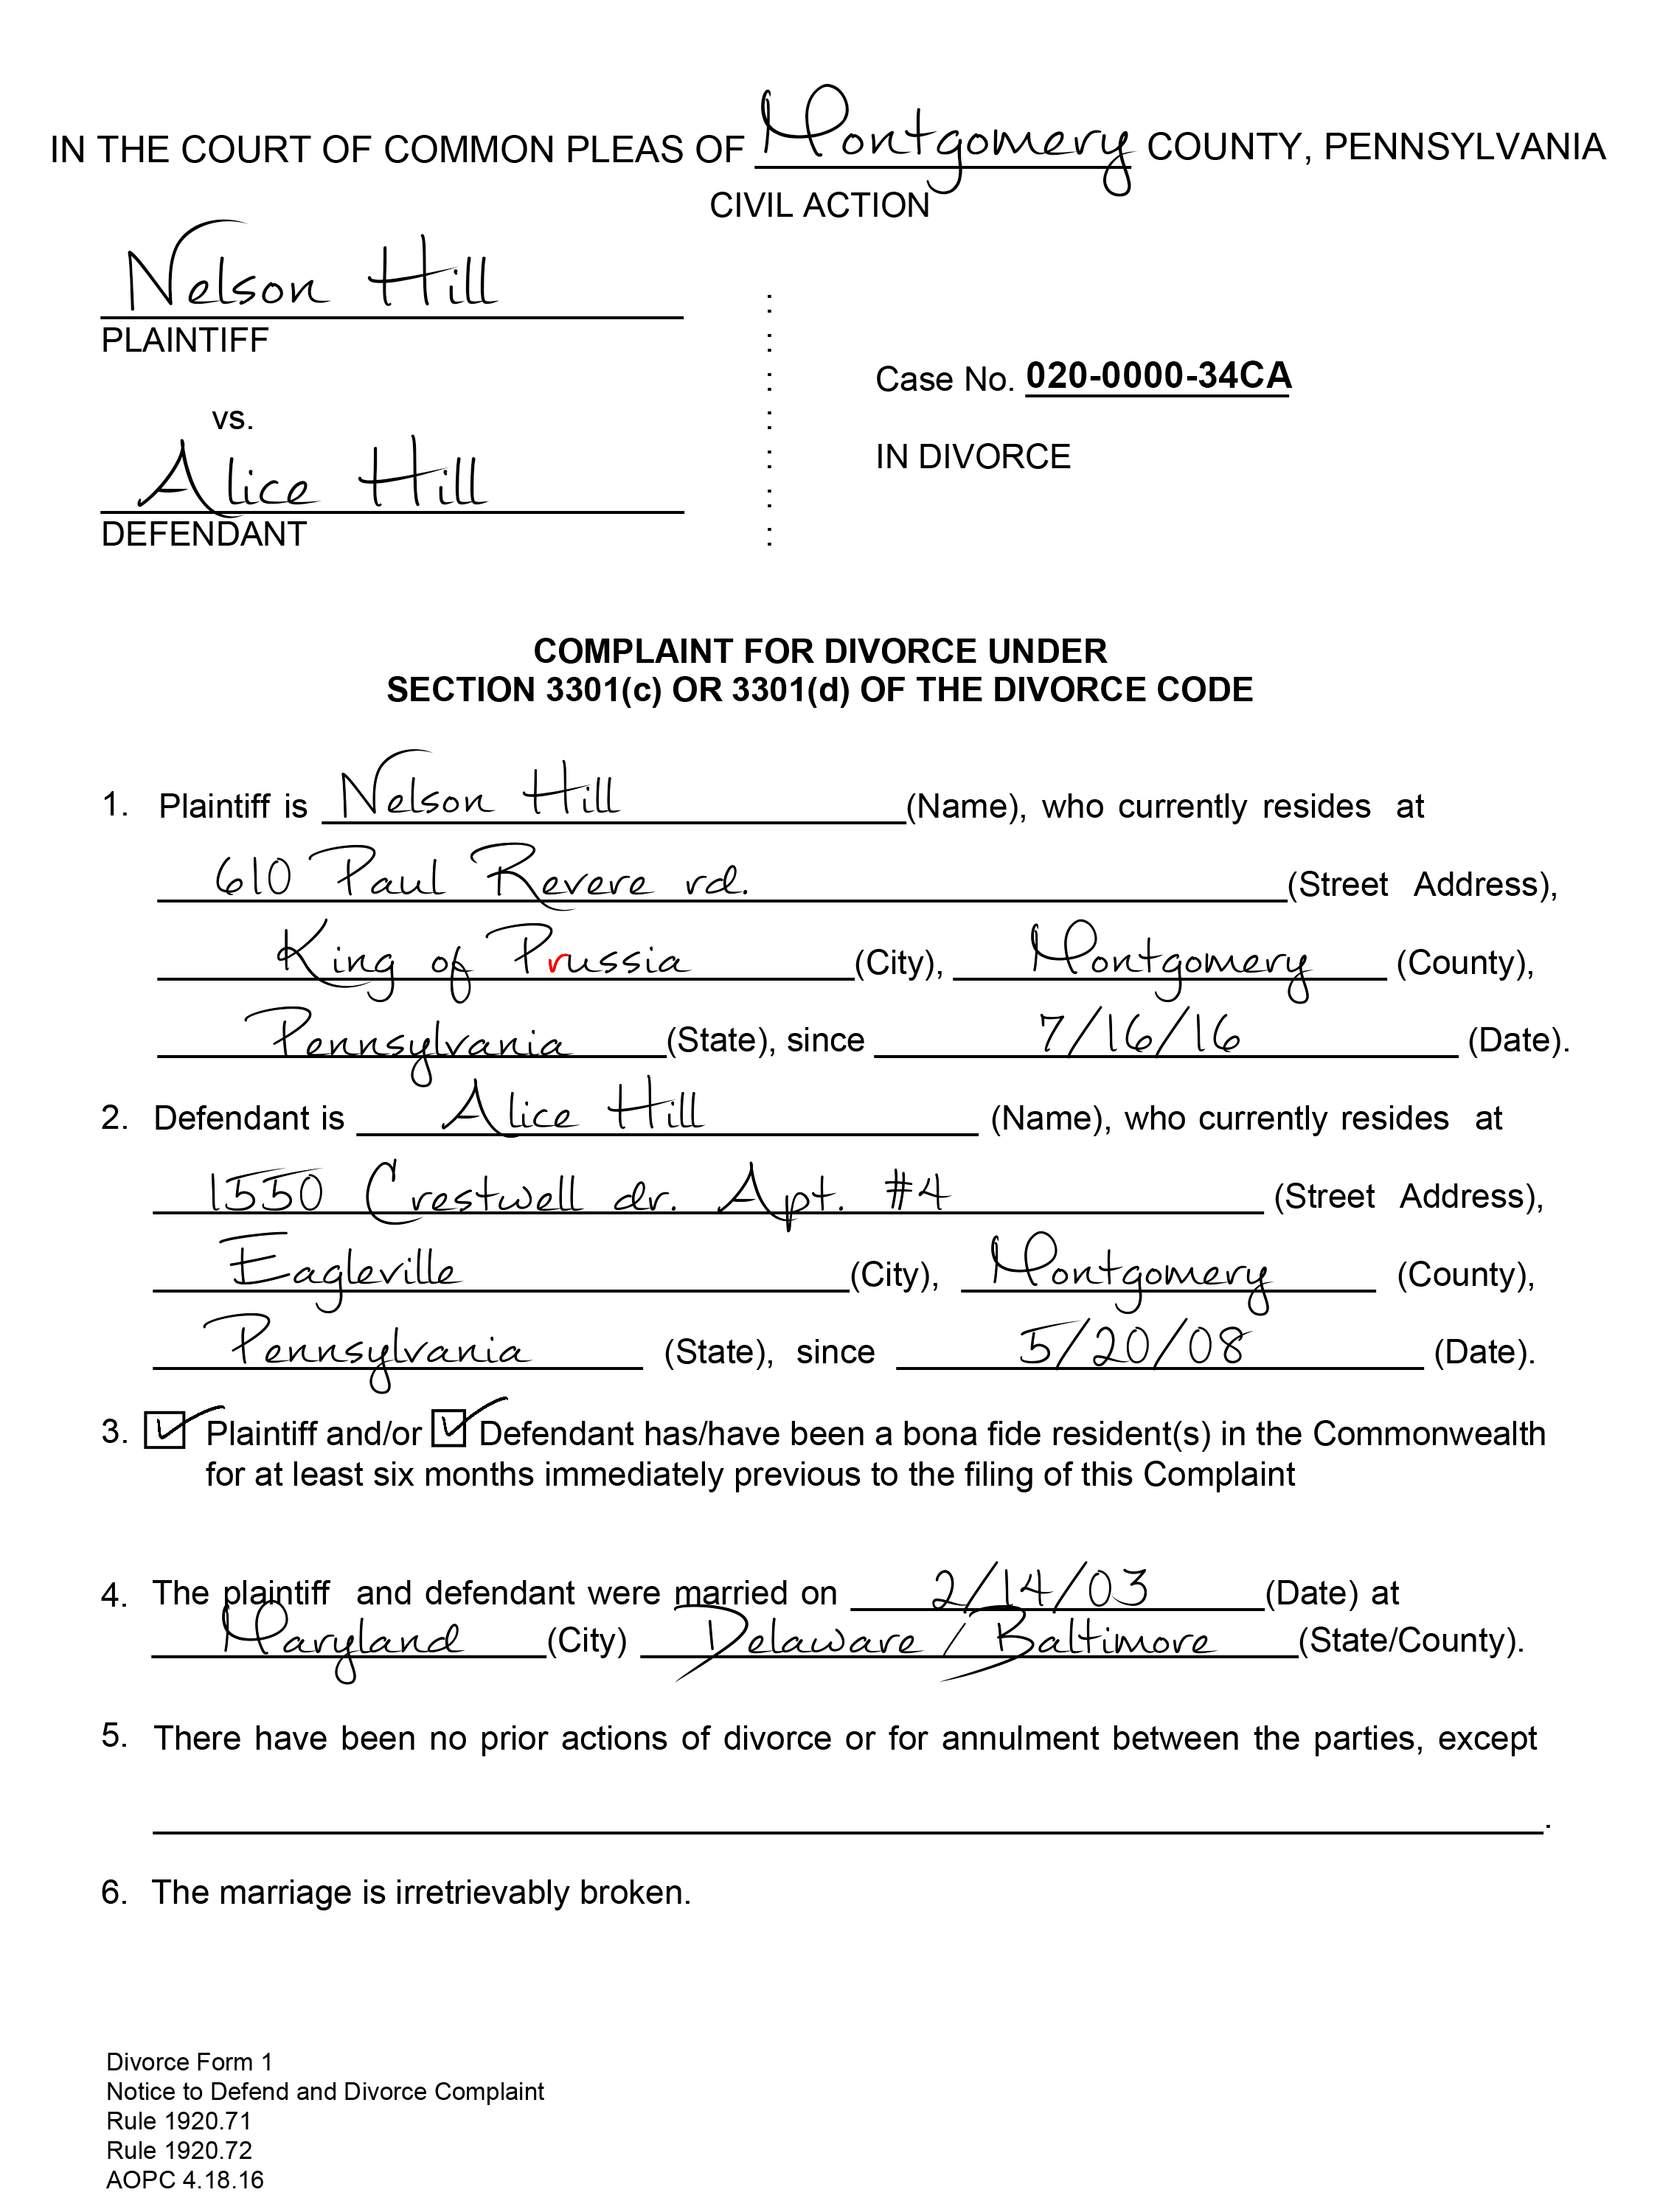 IN THE COURT OF COMMON PLEAS OF Montgomery COUNTY, PENNSYLVANIA
CIVIL ACTION
Nelson Hill
PLAINTIFF
Case No. 020-0000-34CA
vs.
IN DIVORCE
Alice Hill
DEFENDANT
COMPLAINT FOR DIVORCE UNDER
SECTION 3301(c) OR 3301(d) OF THE DIVORCE CODE
1. Plaintiff is Nelson Hill (Name), who currently resides at
610 Paul Revere rd. (Street Address),
King of Prussia (City), Montgomery (County),
Pennsylvania (State), since 7/16/16 (Date).
2. Defendant is Alice Hill (Name), who currently resides at
1550 Crestwell dr. Apt. #4 (Street Address),
Eagleville (City), Montgomery (County),
Pennsylvania (State), since 5/20/08 (Date).
3. Plaintiff and/or Defendant has/have been a bona fide resident(s) in the Commonwealth
for at least six months immediately previous to the filing of this Complaint
4. The plaintiff and defendant were married on 2/14/03 (Date) at
Maryland (City) Delaware / Baltimore (State/County).
5. There have been no prior actions of divorce or for annulment between the parties, except
.
6. The marriage is irretrievably broken.
Divorce Form 1
Notice to Defend and Divorce Complaint
Rule 1920.71
Rule 1920.72
AOPC 4.18.16